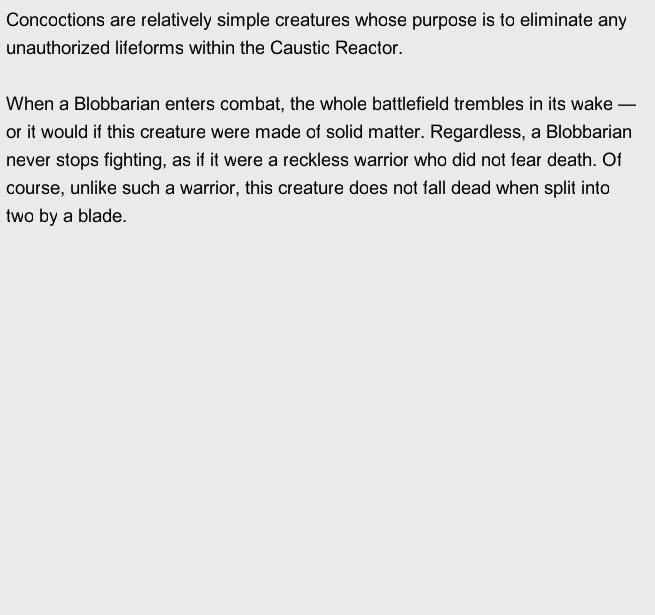 Concoctions are relatively simple creatures whose purpose is to eliminate any
unauthorized lifeforms within the Caustic Reactor.
When a Blobbarian enters combat, the whole battlefield trembles in its wake —
or it would if this creature were made of solid matter. Regardless, a Blobbarian
never stops fighting, as if it were a reckless warrior who did not fear death. Of
course, unlike such a warrior, this creature does not fall dead when split into
two by a blade.